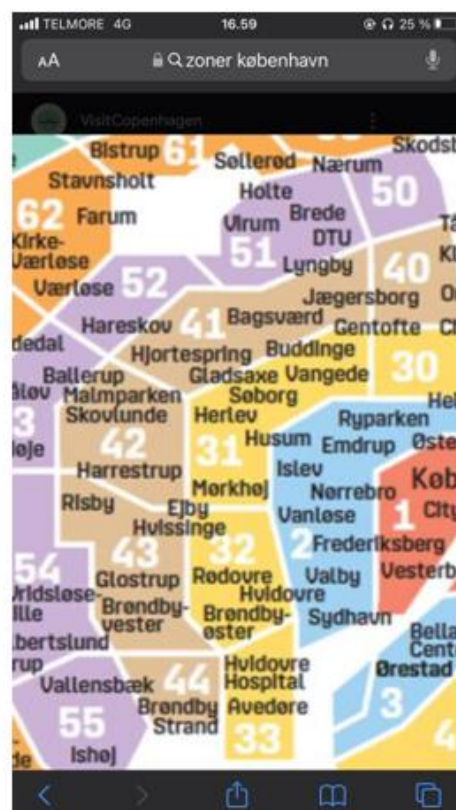 TELMORE 4G 16.59 25 %
AA zoner københavn
VisitCopenhagen
Bistrup 61 Søllerød Nærum
Stavnsholt
Holte 50
62 Farum
Virum Brede
DTU
51
Lyngby 40
Værløse 52
Jægersborg
Hareskov 41 Bagsværd
Gentofte
Hjortespring Buddinge
Ballerup Gladsaxe Vangede 30
Malmparken Søborg
Skovlunde Herlev Ryparken
42 31 Husum Emdrup
Islev
Harrestrup
Mørkhøj Nørrebro 1 City
Risby Ejby Vanløse
Hvissinge 2 Frederiksberg
54 43 32
Glostrup Rødovre Valby
Hvidovre
Brøndby-
vester
Brøndby-
øster
Sydhavn
Hvidovre
Hospital
Ørestad
Vallensbæk 44
Brøndby
Strand
Avedøre 3
55 33
Ishøj